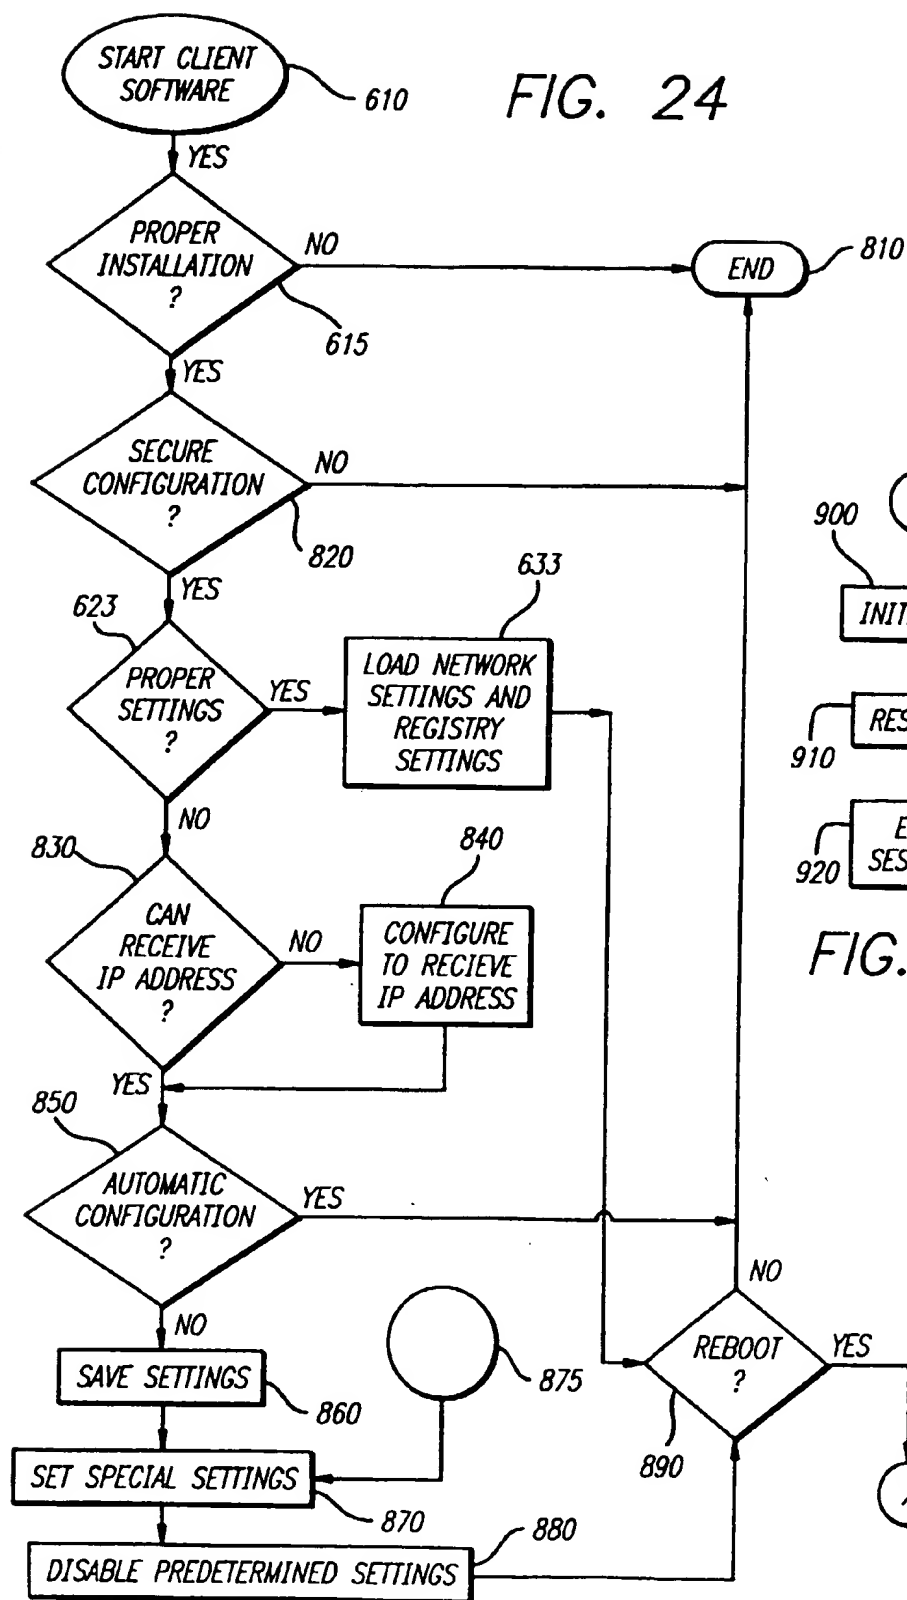 START CLIENT
SOFTWARE
610
FIG. 24
YES
PROPER
INSTALLATION
?
NO
615
END
810
YES
SECURE
CONFIGURATION
?
NO
820
YES
623
PROPER
SETTINGS
?
YES
633
LOAD NETWORK
SETTINGS AND
REGISTRY
SETTINGS
900
INIT
910
RES
920
E
SES
FIG.
NO
830
CAN
RECEIVE
IP ADDRESS
?
NO
840
CONFIGURE
TO RECIEVE
IP ADDRESS
YES
850
AUTOMATIC
CONFIGURATION
?
YES
NO
SAVE SETTINGS
860
875
NO
REBOOT
?
YES
890
SET SPECIAL SETTINGS
870
880
DISABLE PREDETERMINED SETTINGS